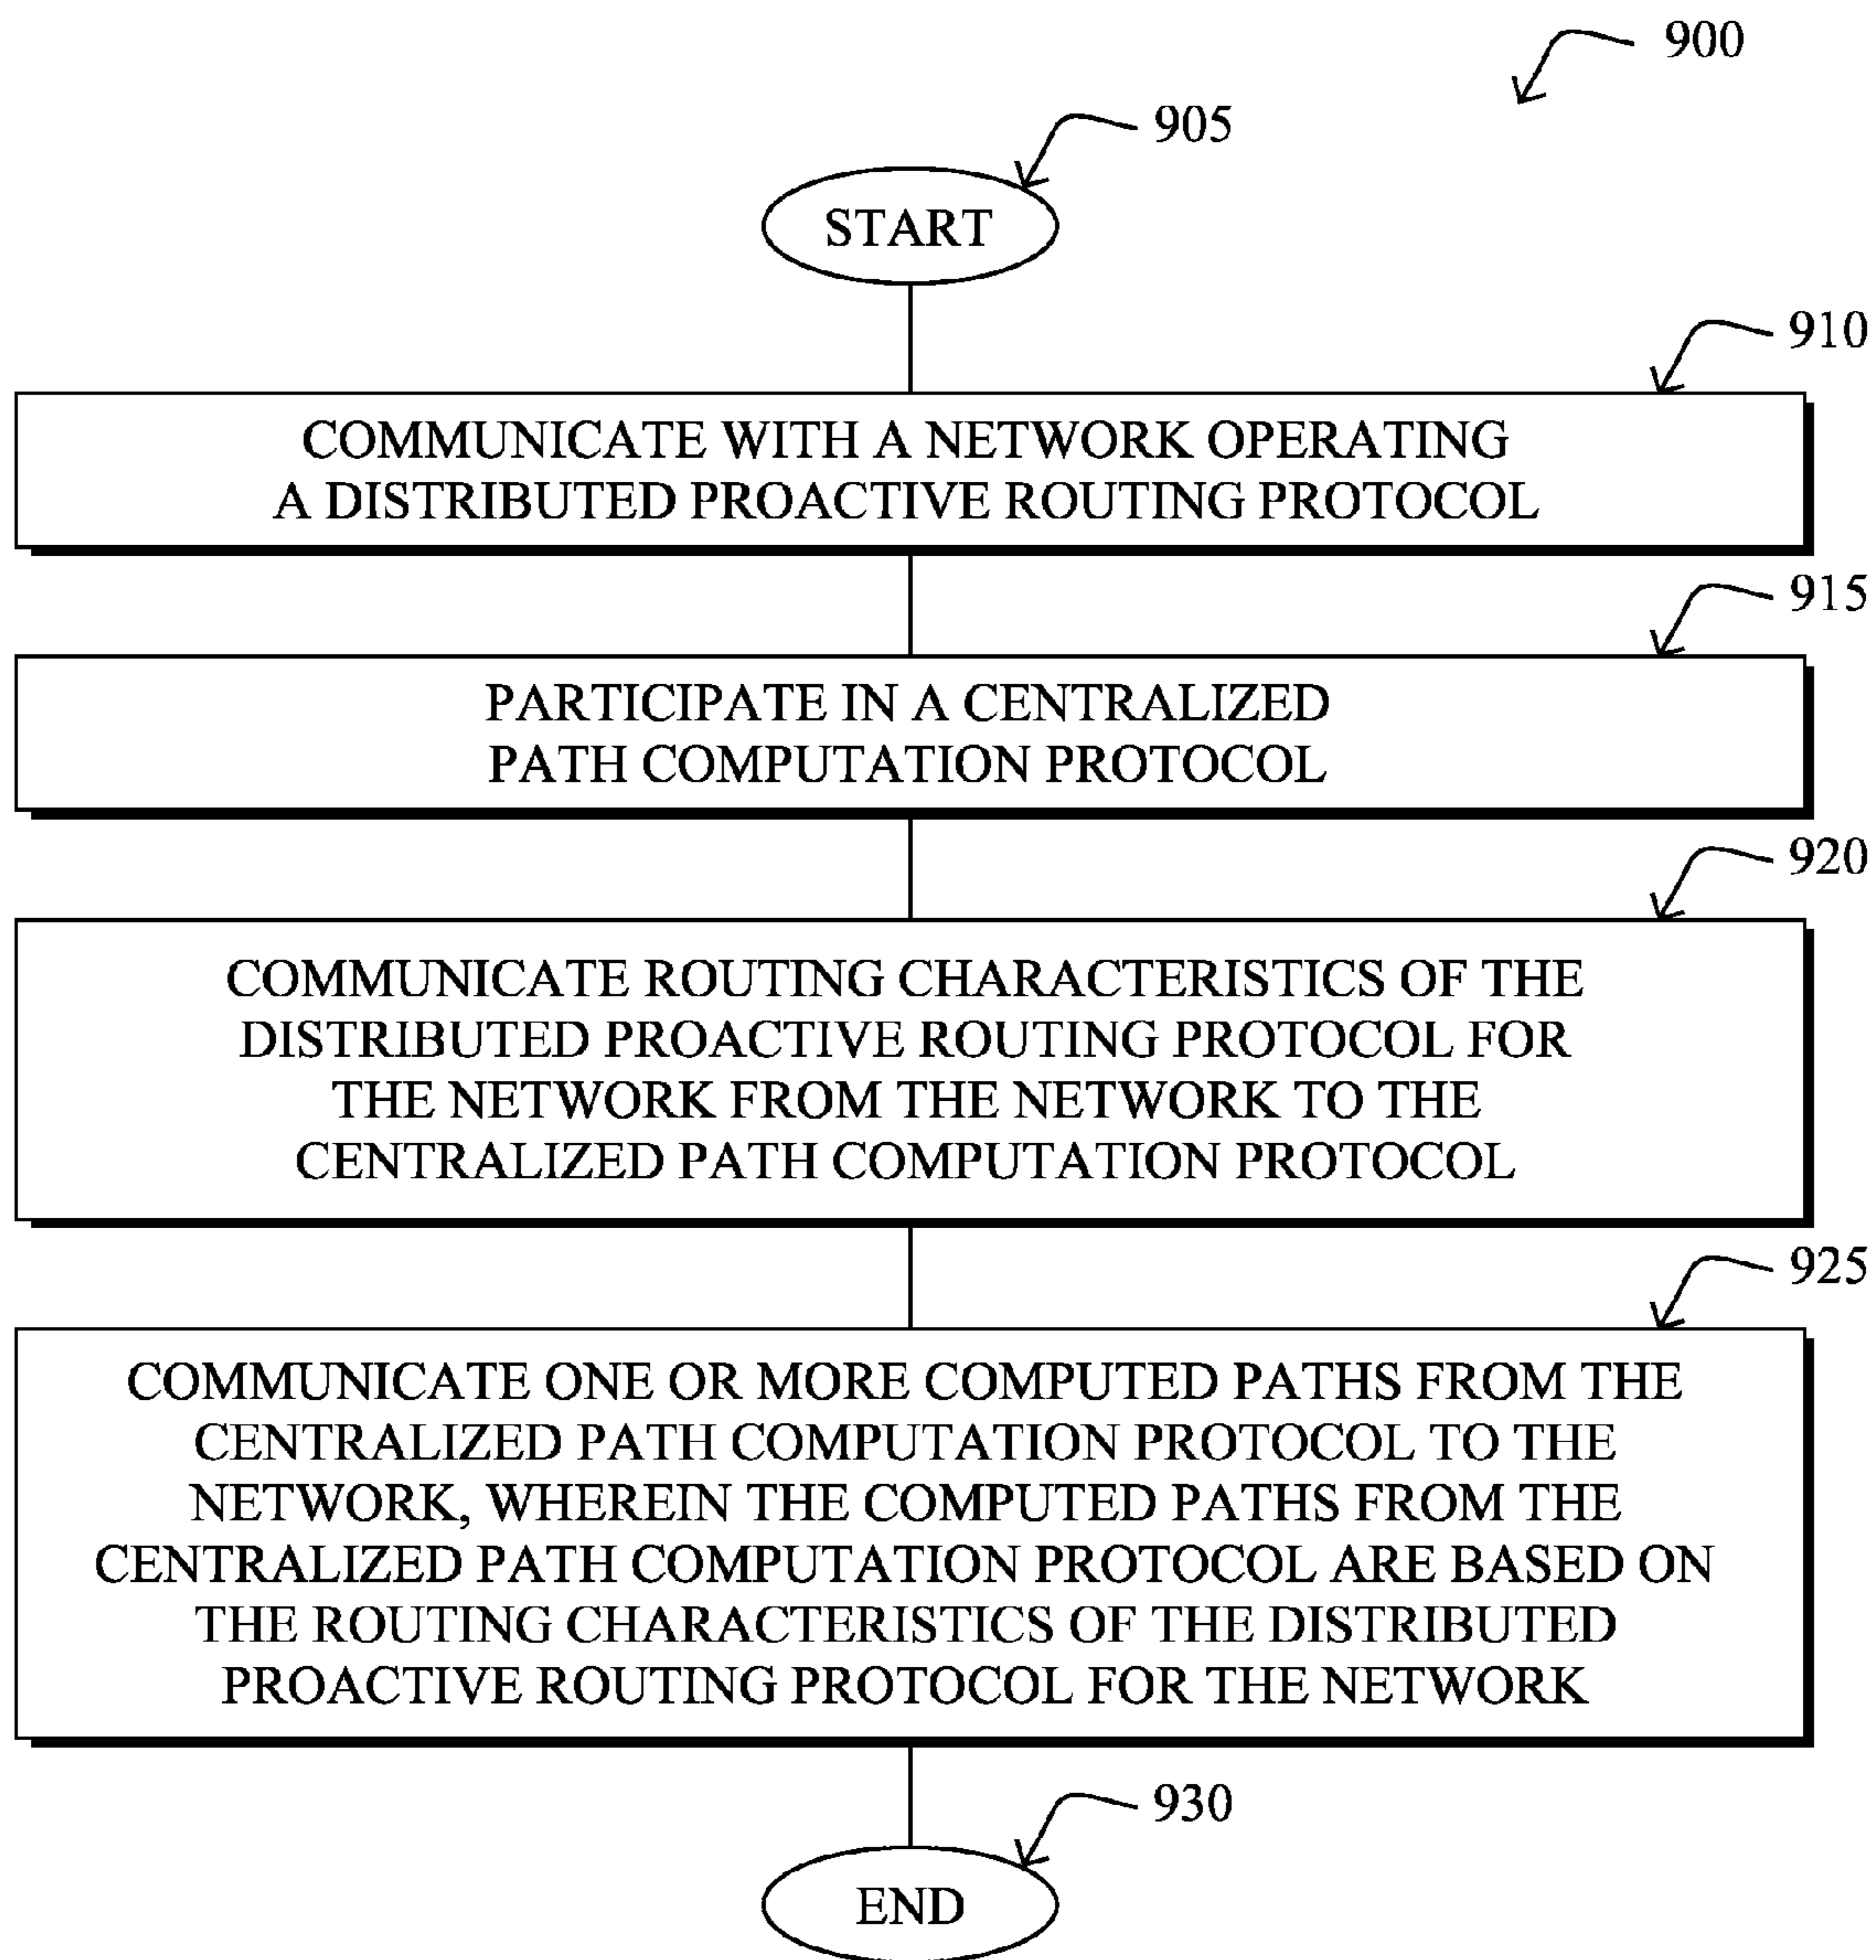 900
905
START
910
COMMUNICATE WITH A NETWORK OPERATING
A DISTRIBUTED PROACTIVE ROUTING PROTOCOL
915
PARTICIPATE IN A CENTRALIZED
PATH COMPUTATION PROTOCOL
920
COMMUNICATE ROUTING CHARACTERISTICS OF THE
DISTRIBUTED PROACTIVE ROUTING PROTOCOL FOR
THE NETWORK FROM THE NETWORK TO THE
CENTRALIZED PATH COMPUTATION PROTOCOL
925
COMMUNICATE ONE OR MORE COMPUTED PATHS FROM THE
CENTRALIZED PATH COMPUTATION PROTOCOL TO THE
NETWORK, WHEREIN THE COMPUTED PATHS FROM THE
CENTRALIZED PATH COMPUTATION PROTOCOL ARE BASED ON
THE ROUTING CHARACTERISTICS OF THE DISTRIBUTED
PROACTIVE ROUTING PROTOCOL FOR THE NETWORK
930
END